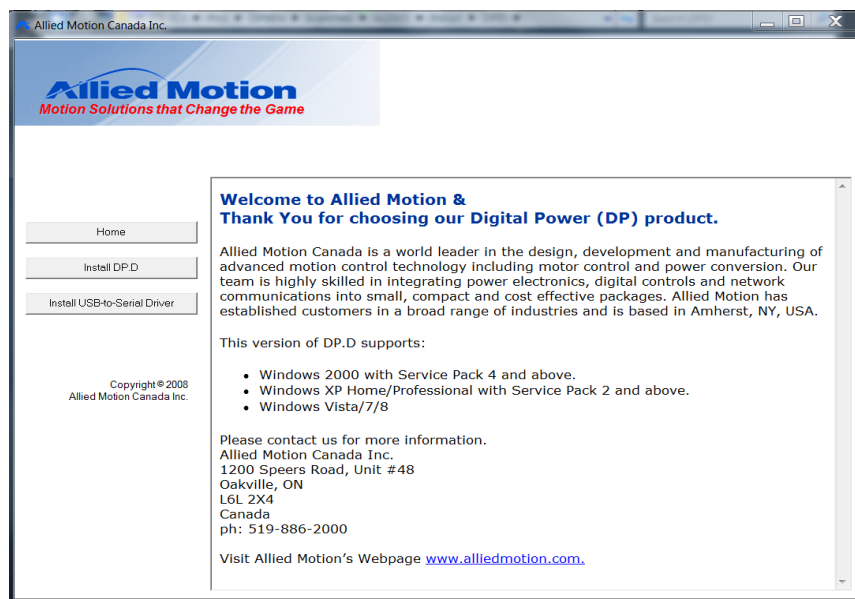 Allied Motion Canada Inc.
Allied Motion
Motion Solutions that Change the Game
Home
Install DP.D
Install USB-to-Serial Driver
Copyright © 2008
Allied Motion Canada Inc.
Welcome to Allied Motion &
Thank You for choosing our Digital Power (DP) product.
Allied Motion Canada is a world leader in the design, development and manufacturing of
advanced motion control technology including motor control and power conversion. Our
team is highly skilled in integrating power electronics, digital controls and network
communications into small, compact and cost effective packages. Allied Motion has
established customers in a broad range of industries and is based in Amherst, NY, USA.
This version of DP.D supports:
• Windows 2000 with Service Pack 4 and above.
• Windows XP Home/Professional with Service Pack 2 and above.
• Windows Vista/7/8
Please contact us for more information.
Allied Motion Canada Inc.
1200 Speers Road, Unit #48
Oakville, ON
L6L 2X4
Canada
ph: 519-886-2000
Visit Allied Motion's Webpage www.alliedmotion.com.